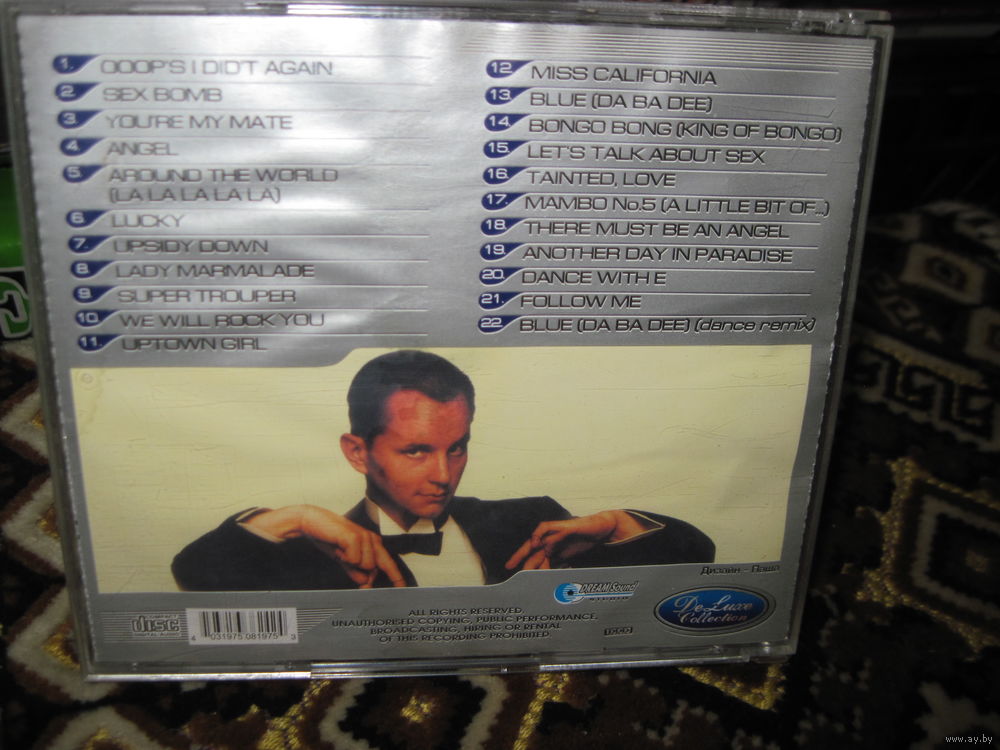 1. OOOP'S I DID'T AGAIN
2. SEX BOMB
3. YOU'RE MY MATE
4. ANGEL
5. AROUND THE WORLD
(LA LA LA LA LA)
6. LUCKY
7. UPSIDY DOWN
8. LADY MARMALADE
9. SUPER TROUPER
10. WE WILL ROCK YOU
11. UPTOWN GIRL
12. MISS CALIFORNIA
13. BLUE (DA BA DEE)
14. BONGO BONG (KING OF BONGO)
15. LET'S TALK ABOUT SEX
16. TAINTED, LOVE
17. MAMBO No.5 (A LITTLE BIT OF...)
18. THERE MUST BE AN ANGEL
19. ANOTHER DAY IN PARADISE
20. DANCE WITH E
21. FOLLOW ME
22. BLUE (DA BA DEE) (dance remix)
Дизайн - Паша
COMPACT
disc
DIGITAL AUDIO
4 031975 081975 3
ALL RIGHTS RESERVED.
UNAUTHORISED COPYING, PUBLIC PERFORMANCE,
BROADCASTING, HIRING OR RENTAL
OF THIS RECORDING PROHIBITED.
DREAM Sound
STUDIO
De Luxe
Collection
www.ay.by